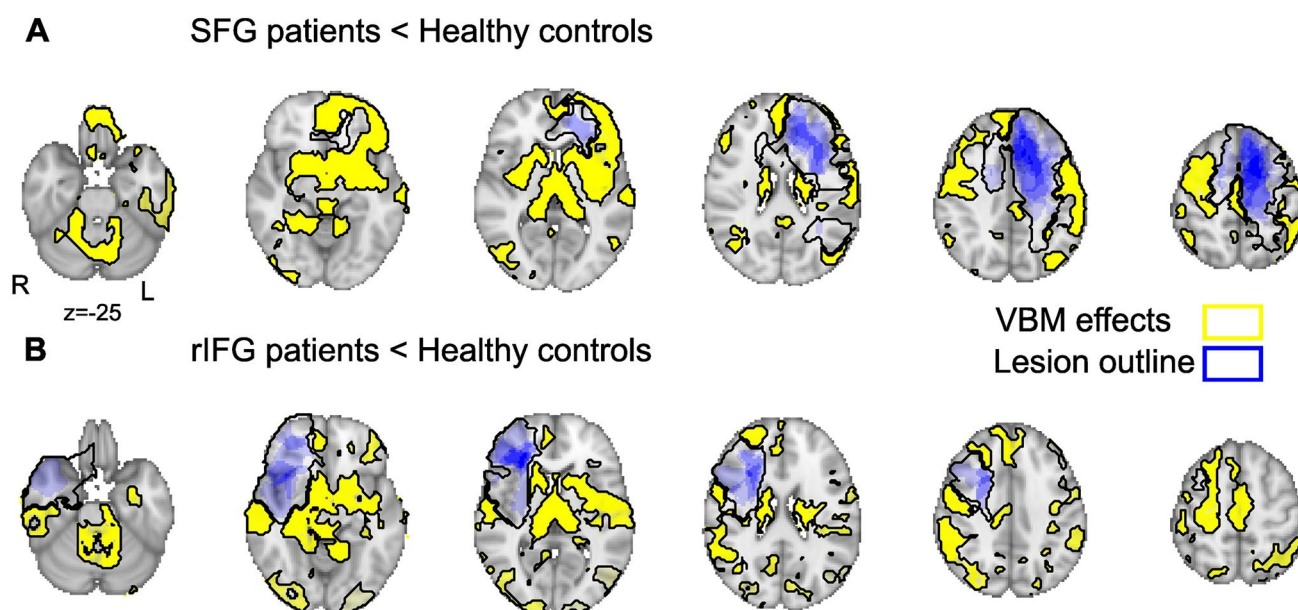 A SFG patients < Healthy controls
R
L
z=-25
VBM effects
Lesion outline
B rIFG patients < Healthy controls